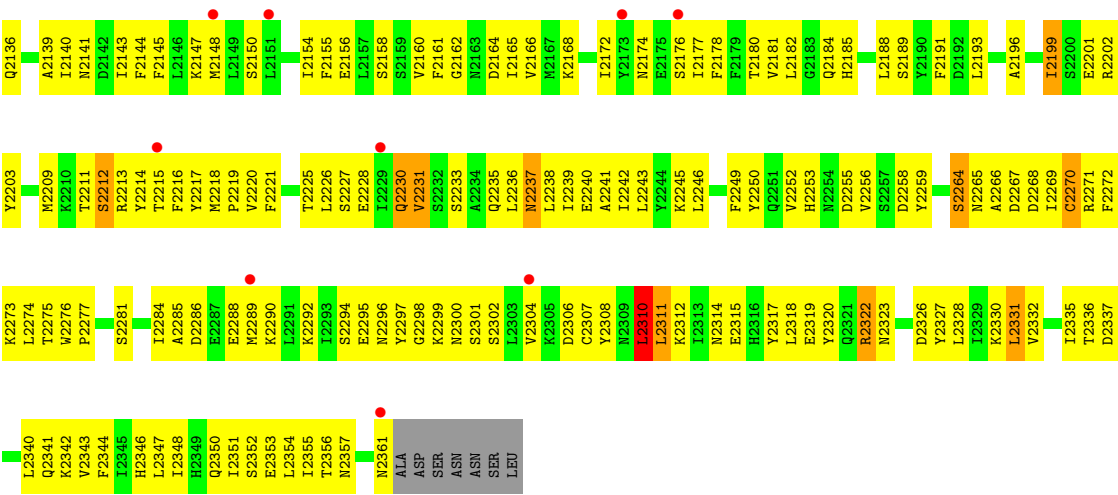 Q2136 A2139 I2140 N2141 D2142 I2143 F2144 F2145 L2146 K2147 M2148 L2149 S2150 L2151 I2154 F2155 E2156 L2157 S2158 S2159 V2160 F2161 G2162 N2163 D2164 I2165 V2166 M2167 K2168 I2172 Y2173 N2174 E2175 S2176 I2177 F2178 F2179 T2180 V2181 L2182 G2183 Q2184 H2185 L2188 S2189 Y2190 F2191 D2192 L2193 A2196 I2199 S2200 E2201 R2202
Y2203 M2209 K2210 T2211 S2212 R2213 Y2214 T2215 F2216 Y2217 M2218 P2219 V2220 F2221 T2225 L2226 S2227 E2228 I2229 Q2230 V2231 S2232 S2233 A2234 Q2235 L2236 N2237 L2238 I2239 E2240 A2241 I2242 L2243 Y2244 K2245 L2246 F2249 Y2250 Q2251 V2252 H2253 N2254 D2255 V2256 S2257 D2258 Y2259 S2264 N2265 A2266 D2267 D2268 I2269 C2270 R2271 F2272
K2273 L2274 T2275 W2276 P2277 S2281 I2284 A2285 D2286 E2287 E2288 M2289 K2290 L2291 K2292 I2293 S2294 E2295 N2296 Y2297 G2298 K2299 N2300 S2301 S2302 L2303 V2304 K2305 D2306 C2307 Y2308 N2309 L2310 L2311 K2312 I2313 N2314 E2315 H2316 Y2317 L2318 E2319 Y2320 Q2321 R2322 N2323 D2326 Y2327 L2328 I2329 K2330 L2331 V2332 I2335 T2336 D2337
L2340 Q2341 K2342 V2343 F2344 I2345 H2346 L2347 I2348 H2349 Q2350 I2351 S2352 E2353 L2354 I2355 T2356 N2357 N2361 ALA ASP SER ASN ASN SER LEU